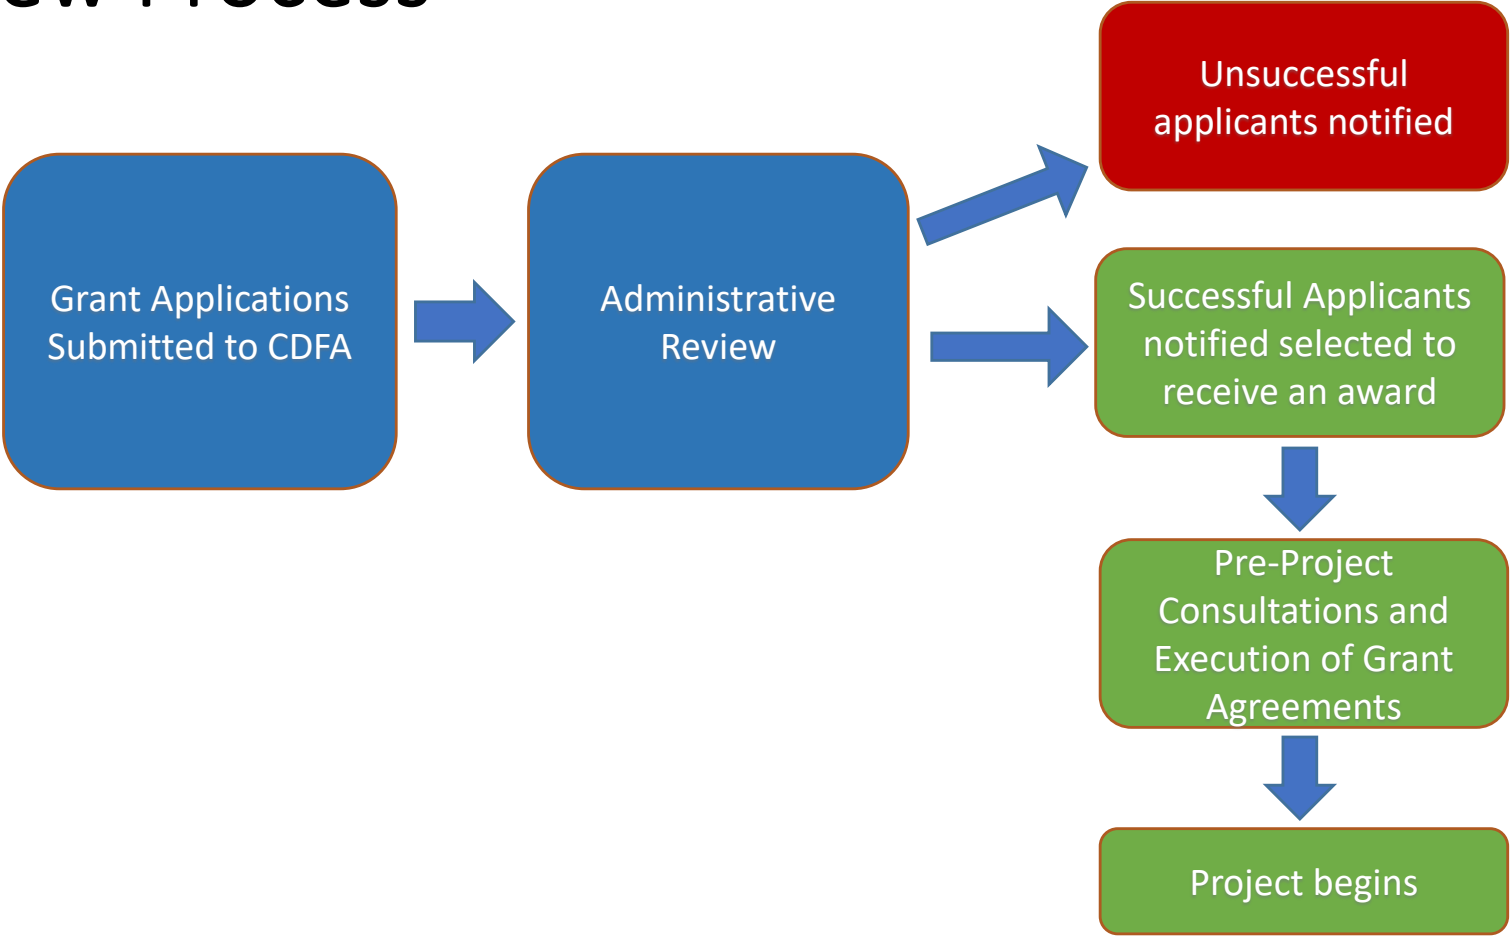 Process
Unsuccessful
applicants notified
Grant Applications
Submitted to CDFA
Administrative
Review
Successful Applicants
notified selected to
receive an award
Pre-Project
Consultations and
Execution of Grant
Agreements
Project begins